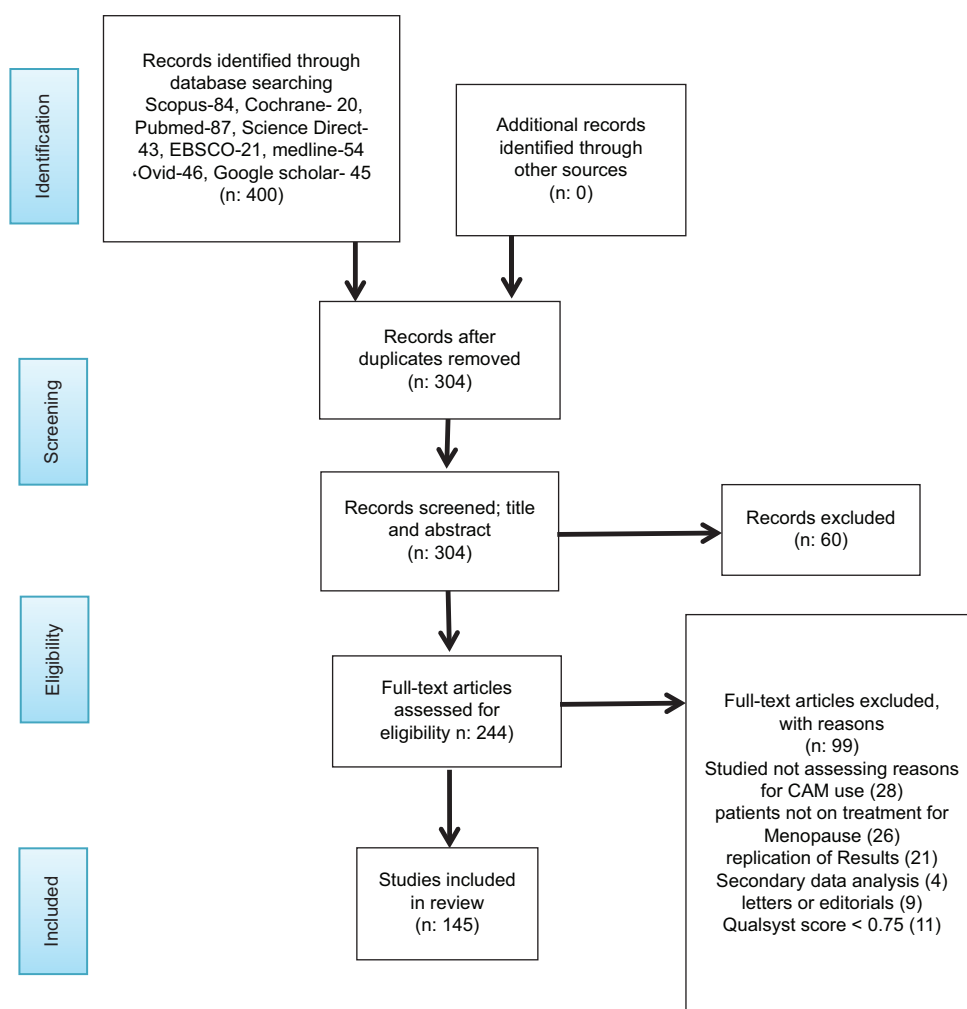 Identification
Records identified through
database searching
Scopus-84, Cochrane- 20,
Pubmed-87, Science Direct-
43, EBSCO-21, medline-54
،Ovid-46, Google scholar- 45
(n: 400)
Additional records
identified through
other sources
(n: 0)
Screening
Records after
duplicates removed
(n: 304)
Records screened; title
and abstract
(n: 304)
Records excluded
(n: 60)
Eligibility
Full-text articles
assessed for
eligibility n: 244)
Full-text articles excluded,
with reasons
(n: 99)
Studied not assessing reasons
for CAM use (28)
patients not on treatment for
Menopause (26)
replication of Results (21)
Secondary data analysis (4)
letters or editorials (9)
Qualsyst score < 0.75 (11)
Included
Studies included
in review
(n: 145)